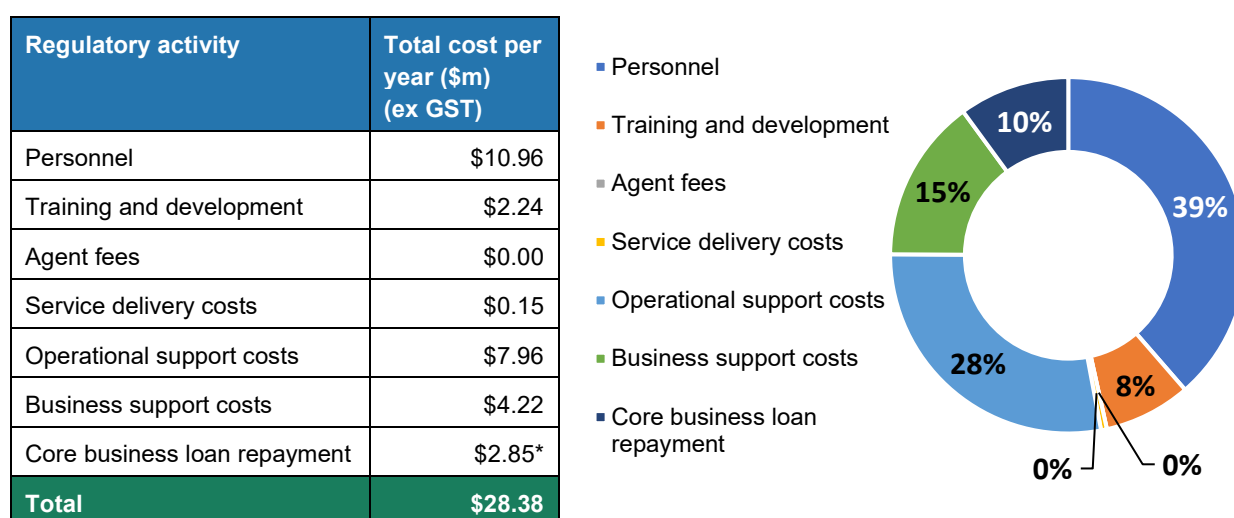 Regulatory activity
Total cost per
year ($m)
(ex GST)
Personnel $10.96
Training and development $2.24
Agent fees $0.00
Service delivery costs $0.15
Operational support costs $7.96
Business support costs $4.22
Core business loan repayment $2.85*
Total $28.38
Personnel
Training and development
Agent fees
Service delivery costs
Operational support costs
Business support costs
Core business loan
repayment
10%
39%
15%
28%
8%
0%
0%